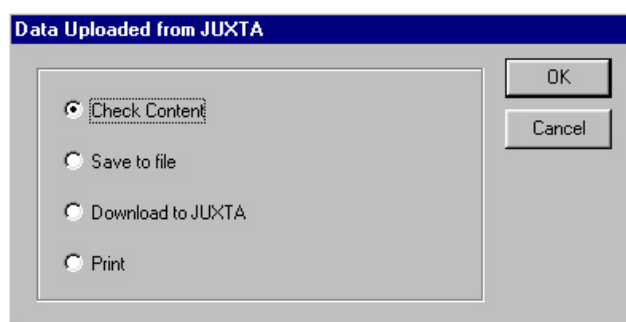 Data Uploaded from JUXTA
OK
Check Content
Cancel
Save to file
Download to JUXTA
Print